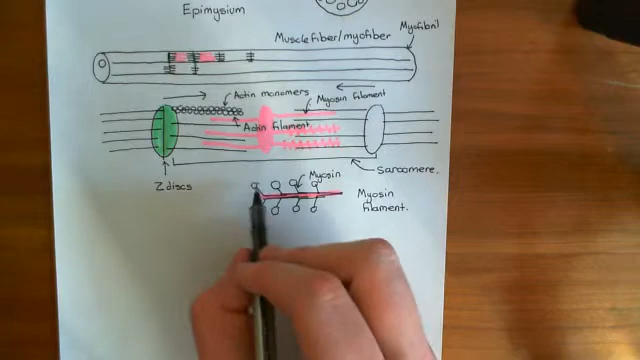 Epimysium
Muscle fiber/myofiber
Myofibril
Actin monomers
Myosin filament
Actin filament.
Sarcomere.
Z discs
Myosin
Myosin
filament.